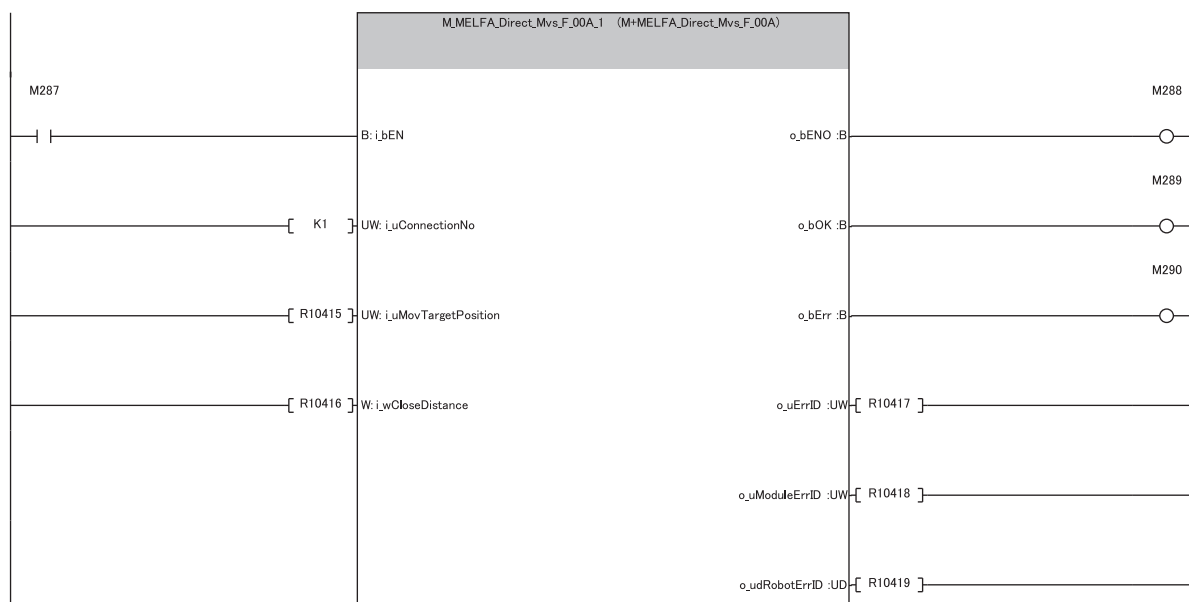 M_MELFA_Direct_Mvs_F_00A_1 (M+MELFA_Direct_Mvs_F_00A)
M287
M288
B: i_bEN
o_bENO :B
M289
K1
UW: i_uConnectionNo
o_bOK :B
M290
R10415
UW: i_uMovTargetPosition
o_bErr :B
R10416
W: i_wCloseDistance
o_uErrID :UW
R10417
o_uModuleErrID :UW
R10418
o_udRobotErrID :UD
R10419